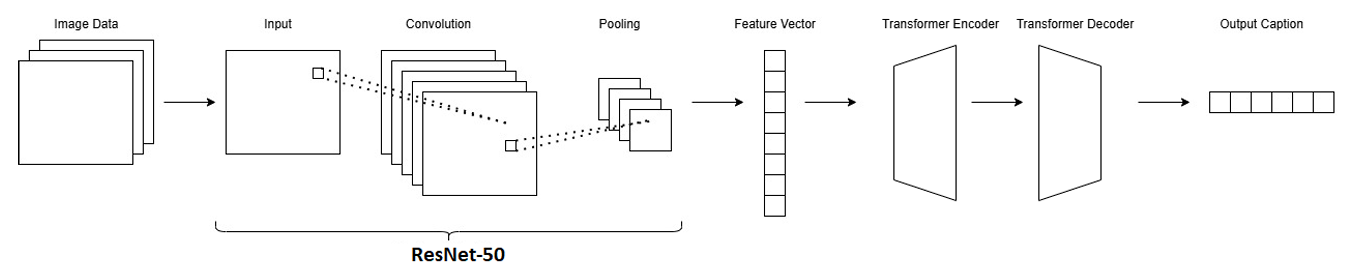 Image Data
Input
Convolution
Pooling
Feature Vector
Transformer Encoder
Transformer Decoder
Output Caption
ResNet-50